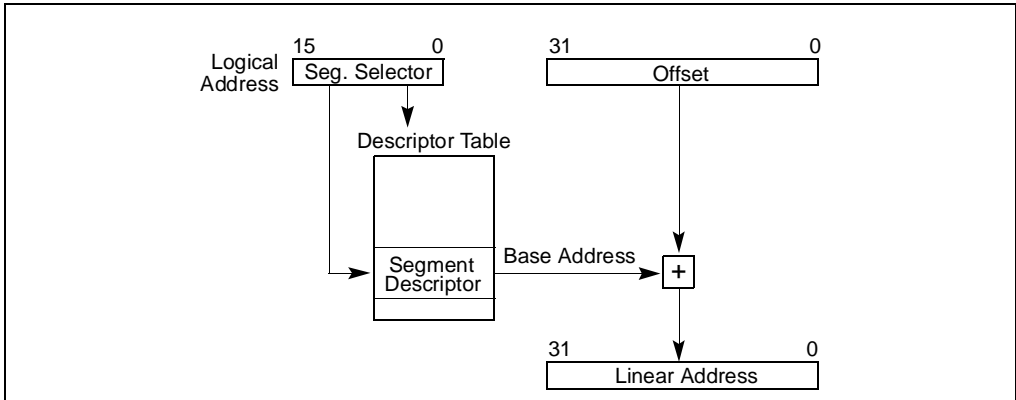 15 0
31 0
Logical
Address
Seg. Selector
Offset
Descriptor Table
Segment
Descriptor
Base Address
+
31 0
Linear Address